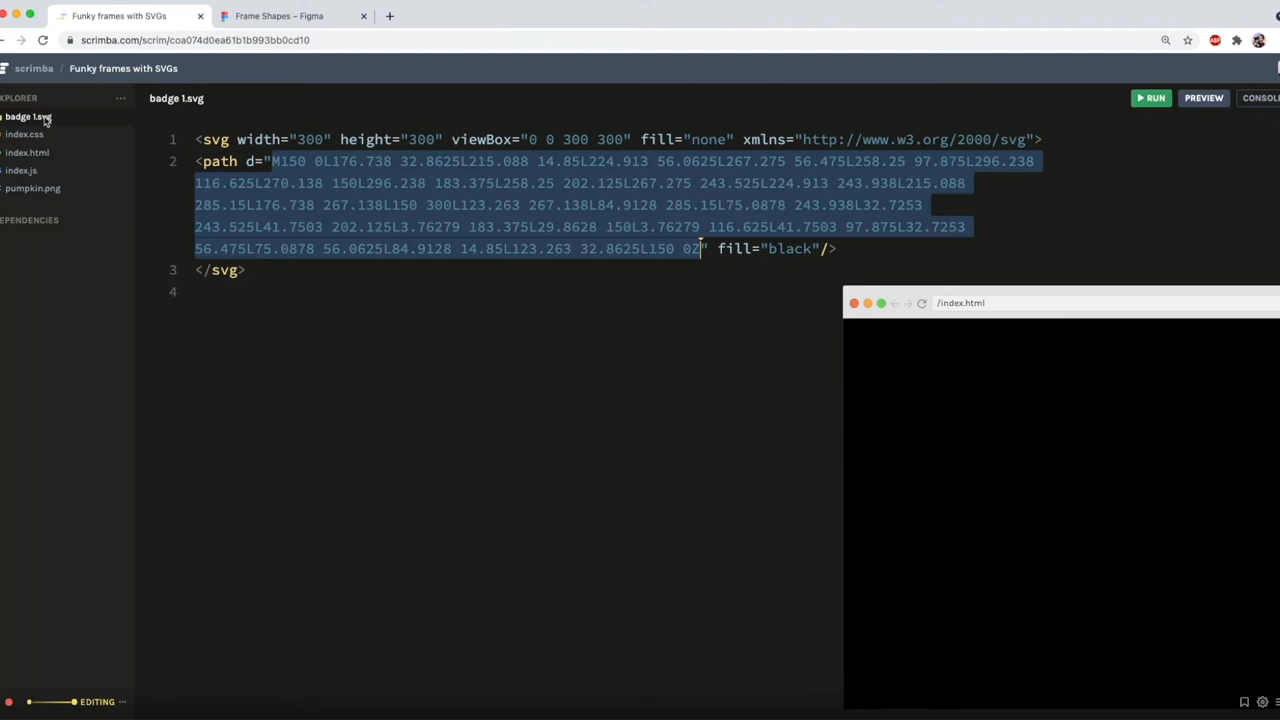 Funky frames with SVGs
Frame Shapes – Figma
scrimba.com/scrim/coa074d0ea61b1b993bb0cd10
ABP
scrimba / Funky frames with SVGs
XPLORER
badge 1.svg
RUN
PREVIEW
CONSOL
badge 1.svg
index.css
index.html
index.js
pumpkin.png
EPENDENCIES
1 <svg width="300" height="300" viewBox="0 0 300 300" fill="none" xmlns="http://www.w3.org/2000/svg">
2 <path d="M150 0L176.738 32.8625L215.088 14.85L224.913 56.0625L267.275 56.475L258.25 97.875L296.238
116.625L270.138 150L296.238 183.375L258.25 202.125L267.275 243.525L224.913 243.938L215.088
285.15L176.738 267.138L150 300L123.263 267.138L84.9128 285.15L75.0878 243.938L32.7253
243.525L41.7503 202.125L3.76279 183.375L29.8628 150L3.76279 116.625L41.7503 97.875L32.7253
56.475L75.0878 56.0625L84.9128 14.85L123.263 32.8625L150 0Z" fill="black"/>
3 </svg>
4
/index.html
EDITING